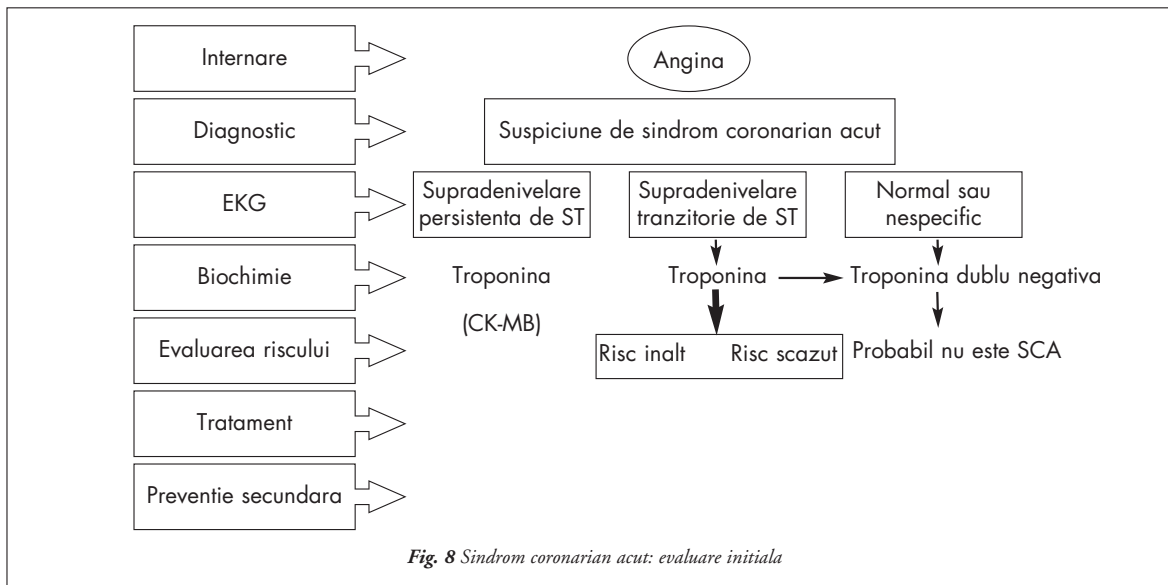 Internare
Angina
Diagnostic
Suspiciune de sindrom coronarian acut
EKG
Supradenivelare
persistenta de ST
Supradenivelare
tranzitorie de ST
Normal sau
nespecific
Biochimie
Troponina
(CK-MB)
Troponina
Troponina dublu negativa
Evaluarea riscului
Risc inalt Risc scazut
Probabil nu este SCA
Tratament
Preventie secundara
Fig. 8 Sindrom coronarian acut: evaluare initiala